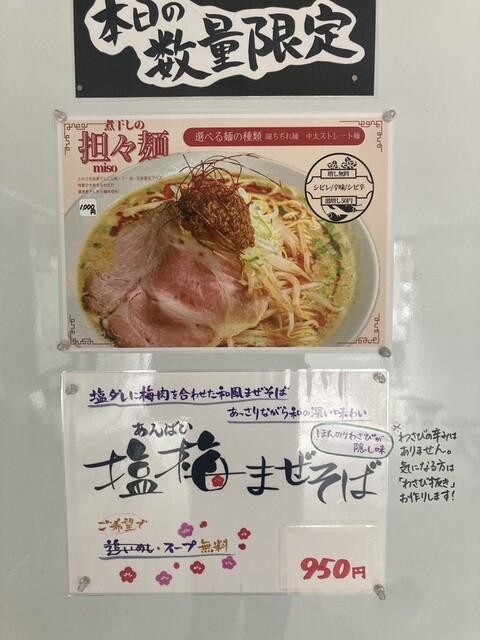 本日の
数量限定
煮干しの
担々麺
miso
選べる麺の種類 細ちぢれ麺 中太ストレート麺
1,000円
増し無料
シビレ/辛味/シビ辛
激増し50円
塩ダレに梅肉を合わせた和風まぜそば
あっさりながら和の深い味わい
あんばい
塩梅まぜそば
ほんのりわさびが
隠し味
※わさびの辛みは
ありません。
気になる方は
「わさび抜き」
お作りします!
ご希望で
追いめし・スープ無料
950円